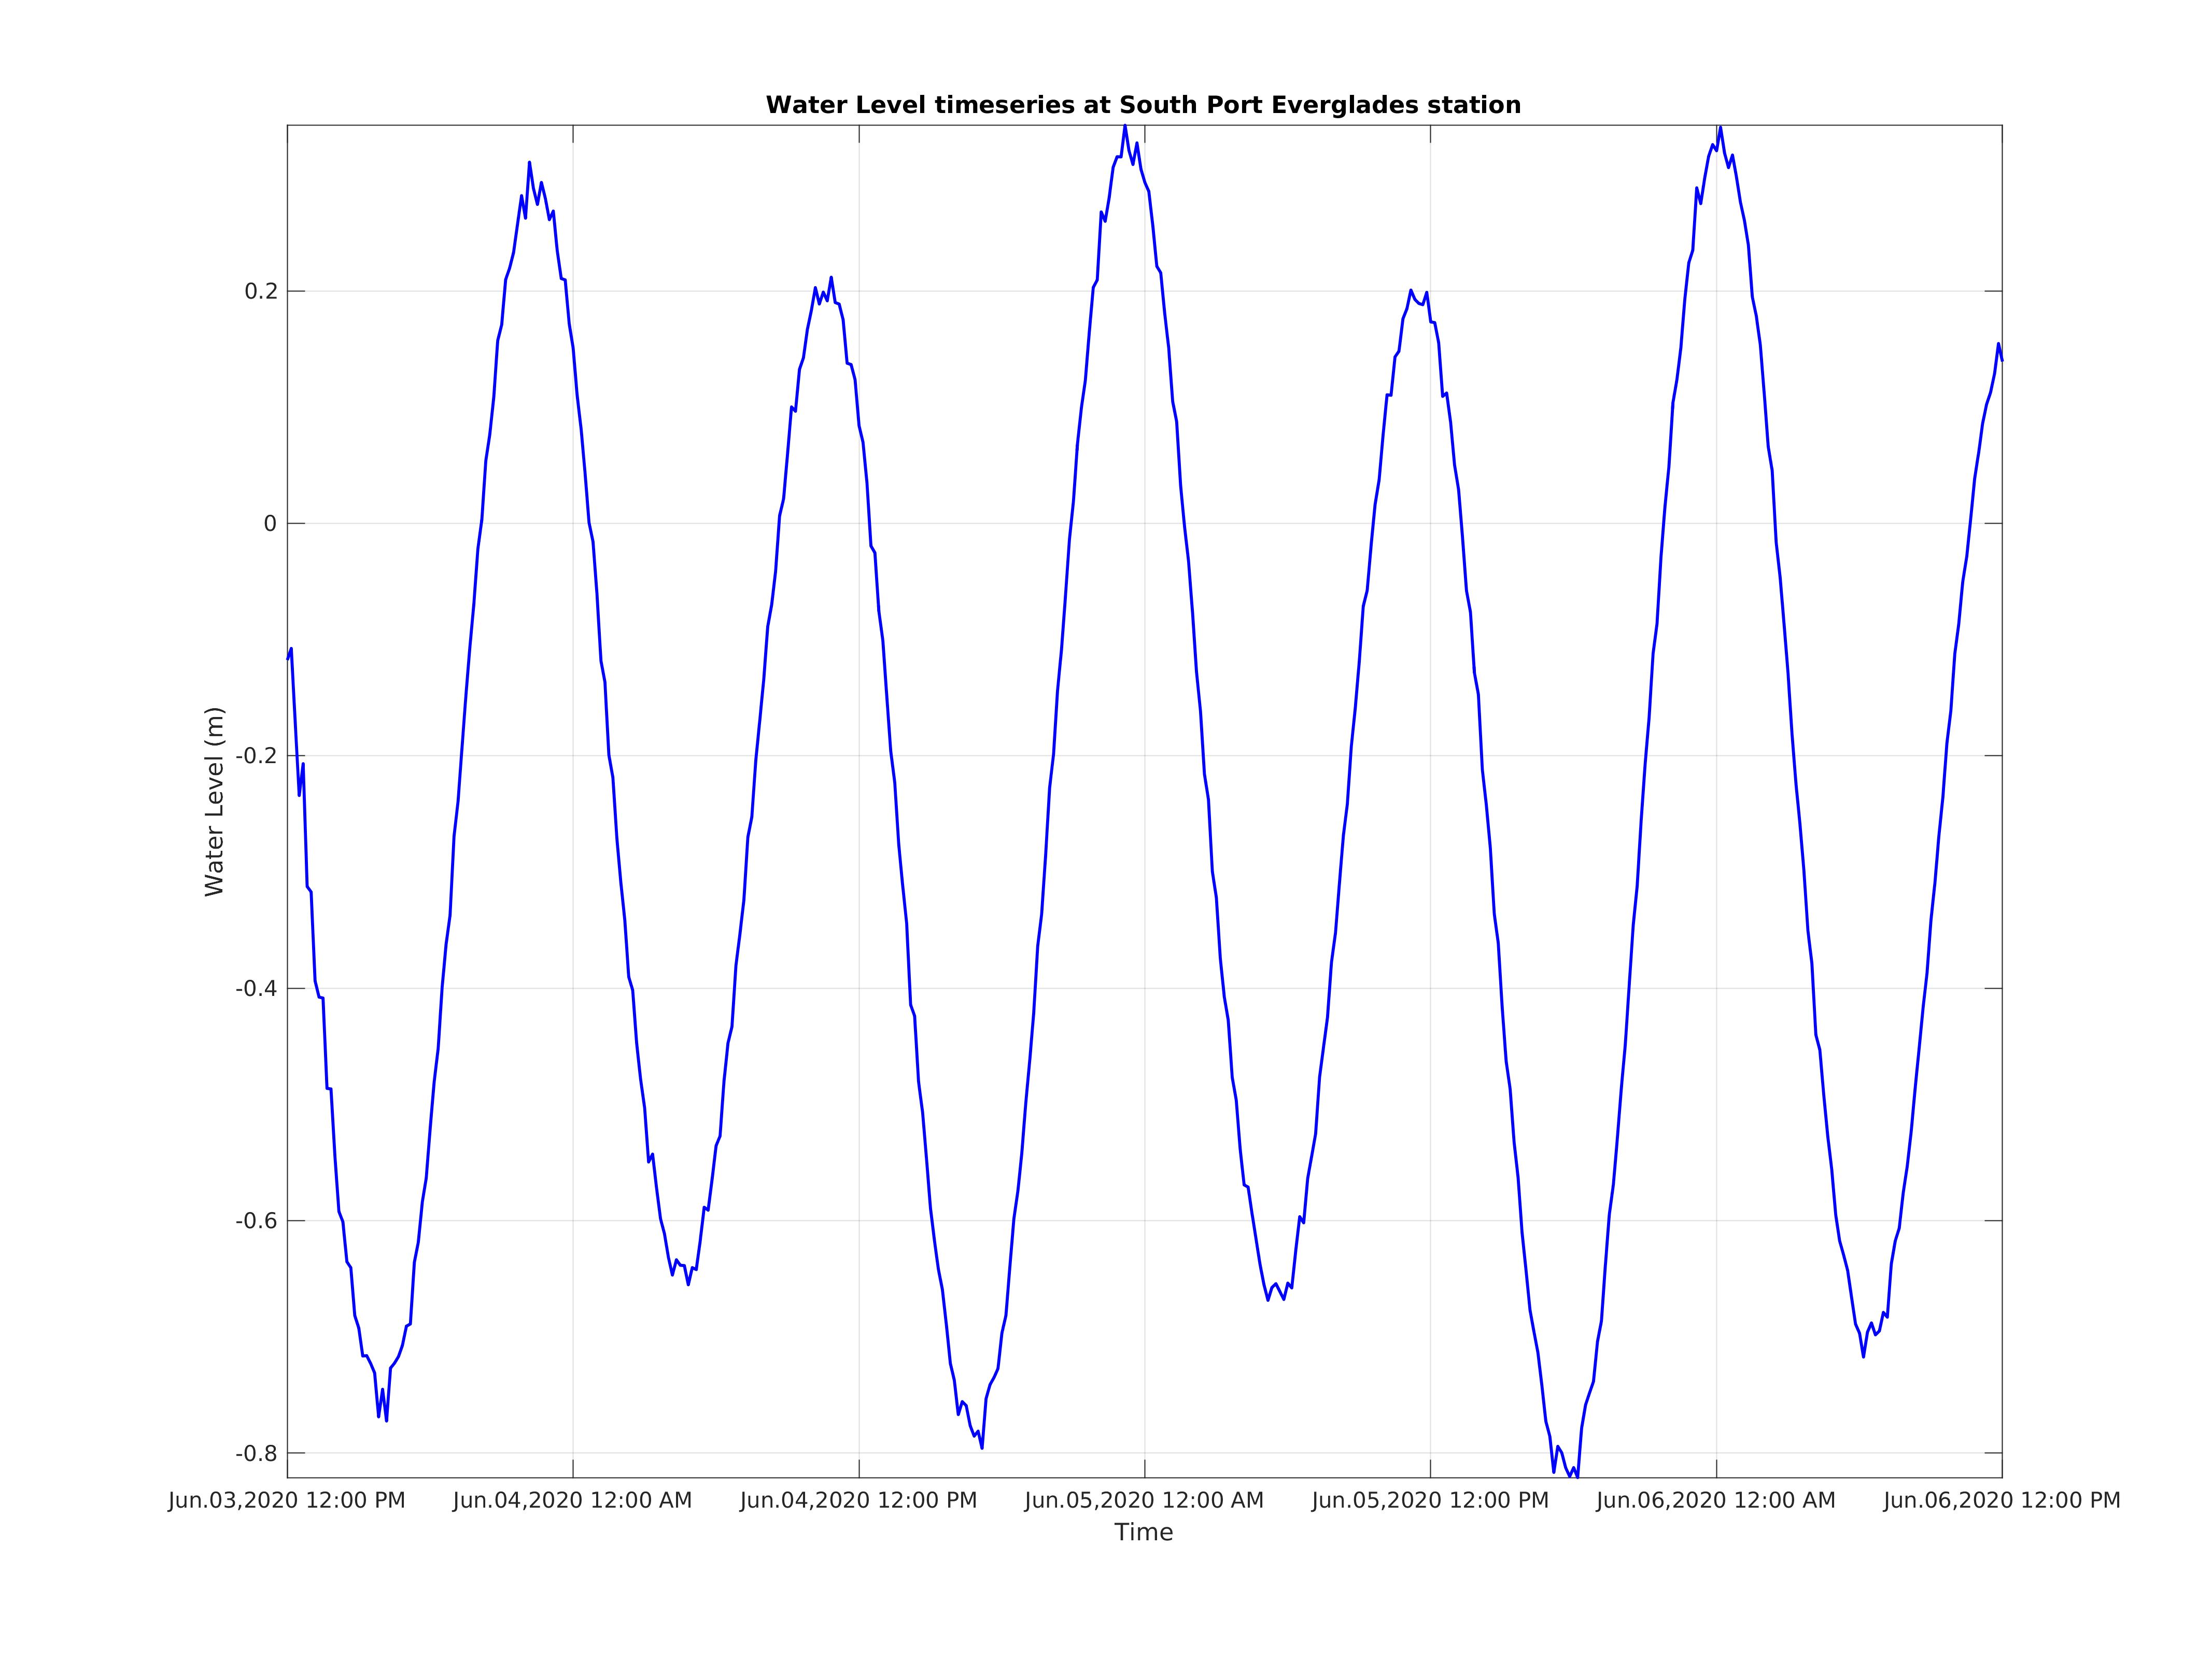 Water Level timeseries at South Port Everglades station
0.2
0
-0.2
-0.4
-0.6
-0.8
Water Level (m)
Jun.03,2020 12:00 PM
Jun.04,2020 12:00 AM
Jun.04,2020 12:00 PM
Jun.05,2020 12:00 AM
Jun.05,2020 12:00 PM
Jun.06,2020 12:00 AM
Jun.06,2020 12:00 PM
Time